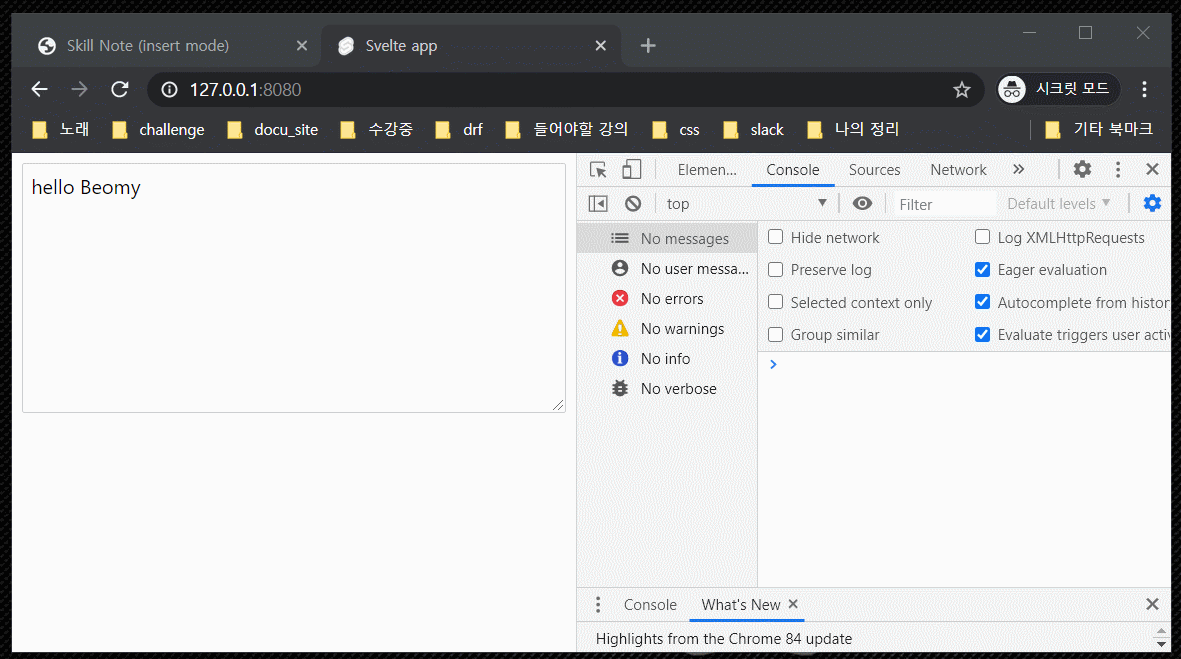 Skill Note (insert mode) Svelte app
127.0.0.1:8080 시크릿 모드
노래 challenge docu_site 수강중 drf 들어야할 강의 css slack 나의 정리 기타 북마크
hello Beomy
Elemen... Console Sources Network
top Filter Default levels
No messages
No user messa...
No errors
No warnings
No info
No verbose
Hide network Log XMLHttpRequests
Preserve log Eager evaluation
Selected context only Autocomplete from histor
Group similar Evaluate triggers user activ
Console What's New
Highlights from the Chrome 84 update